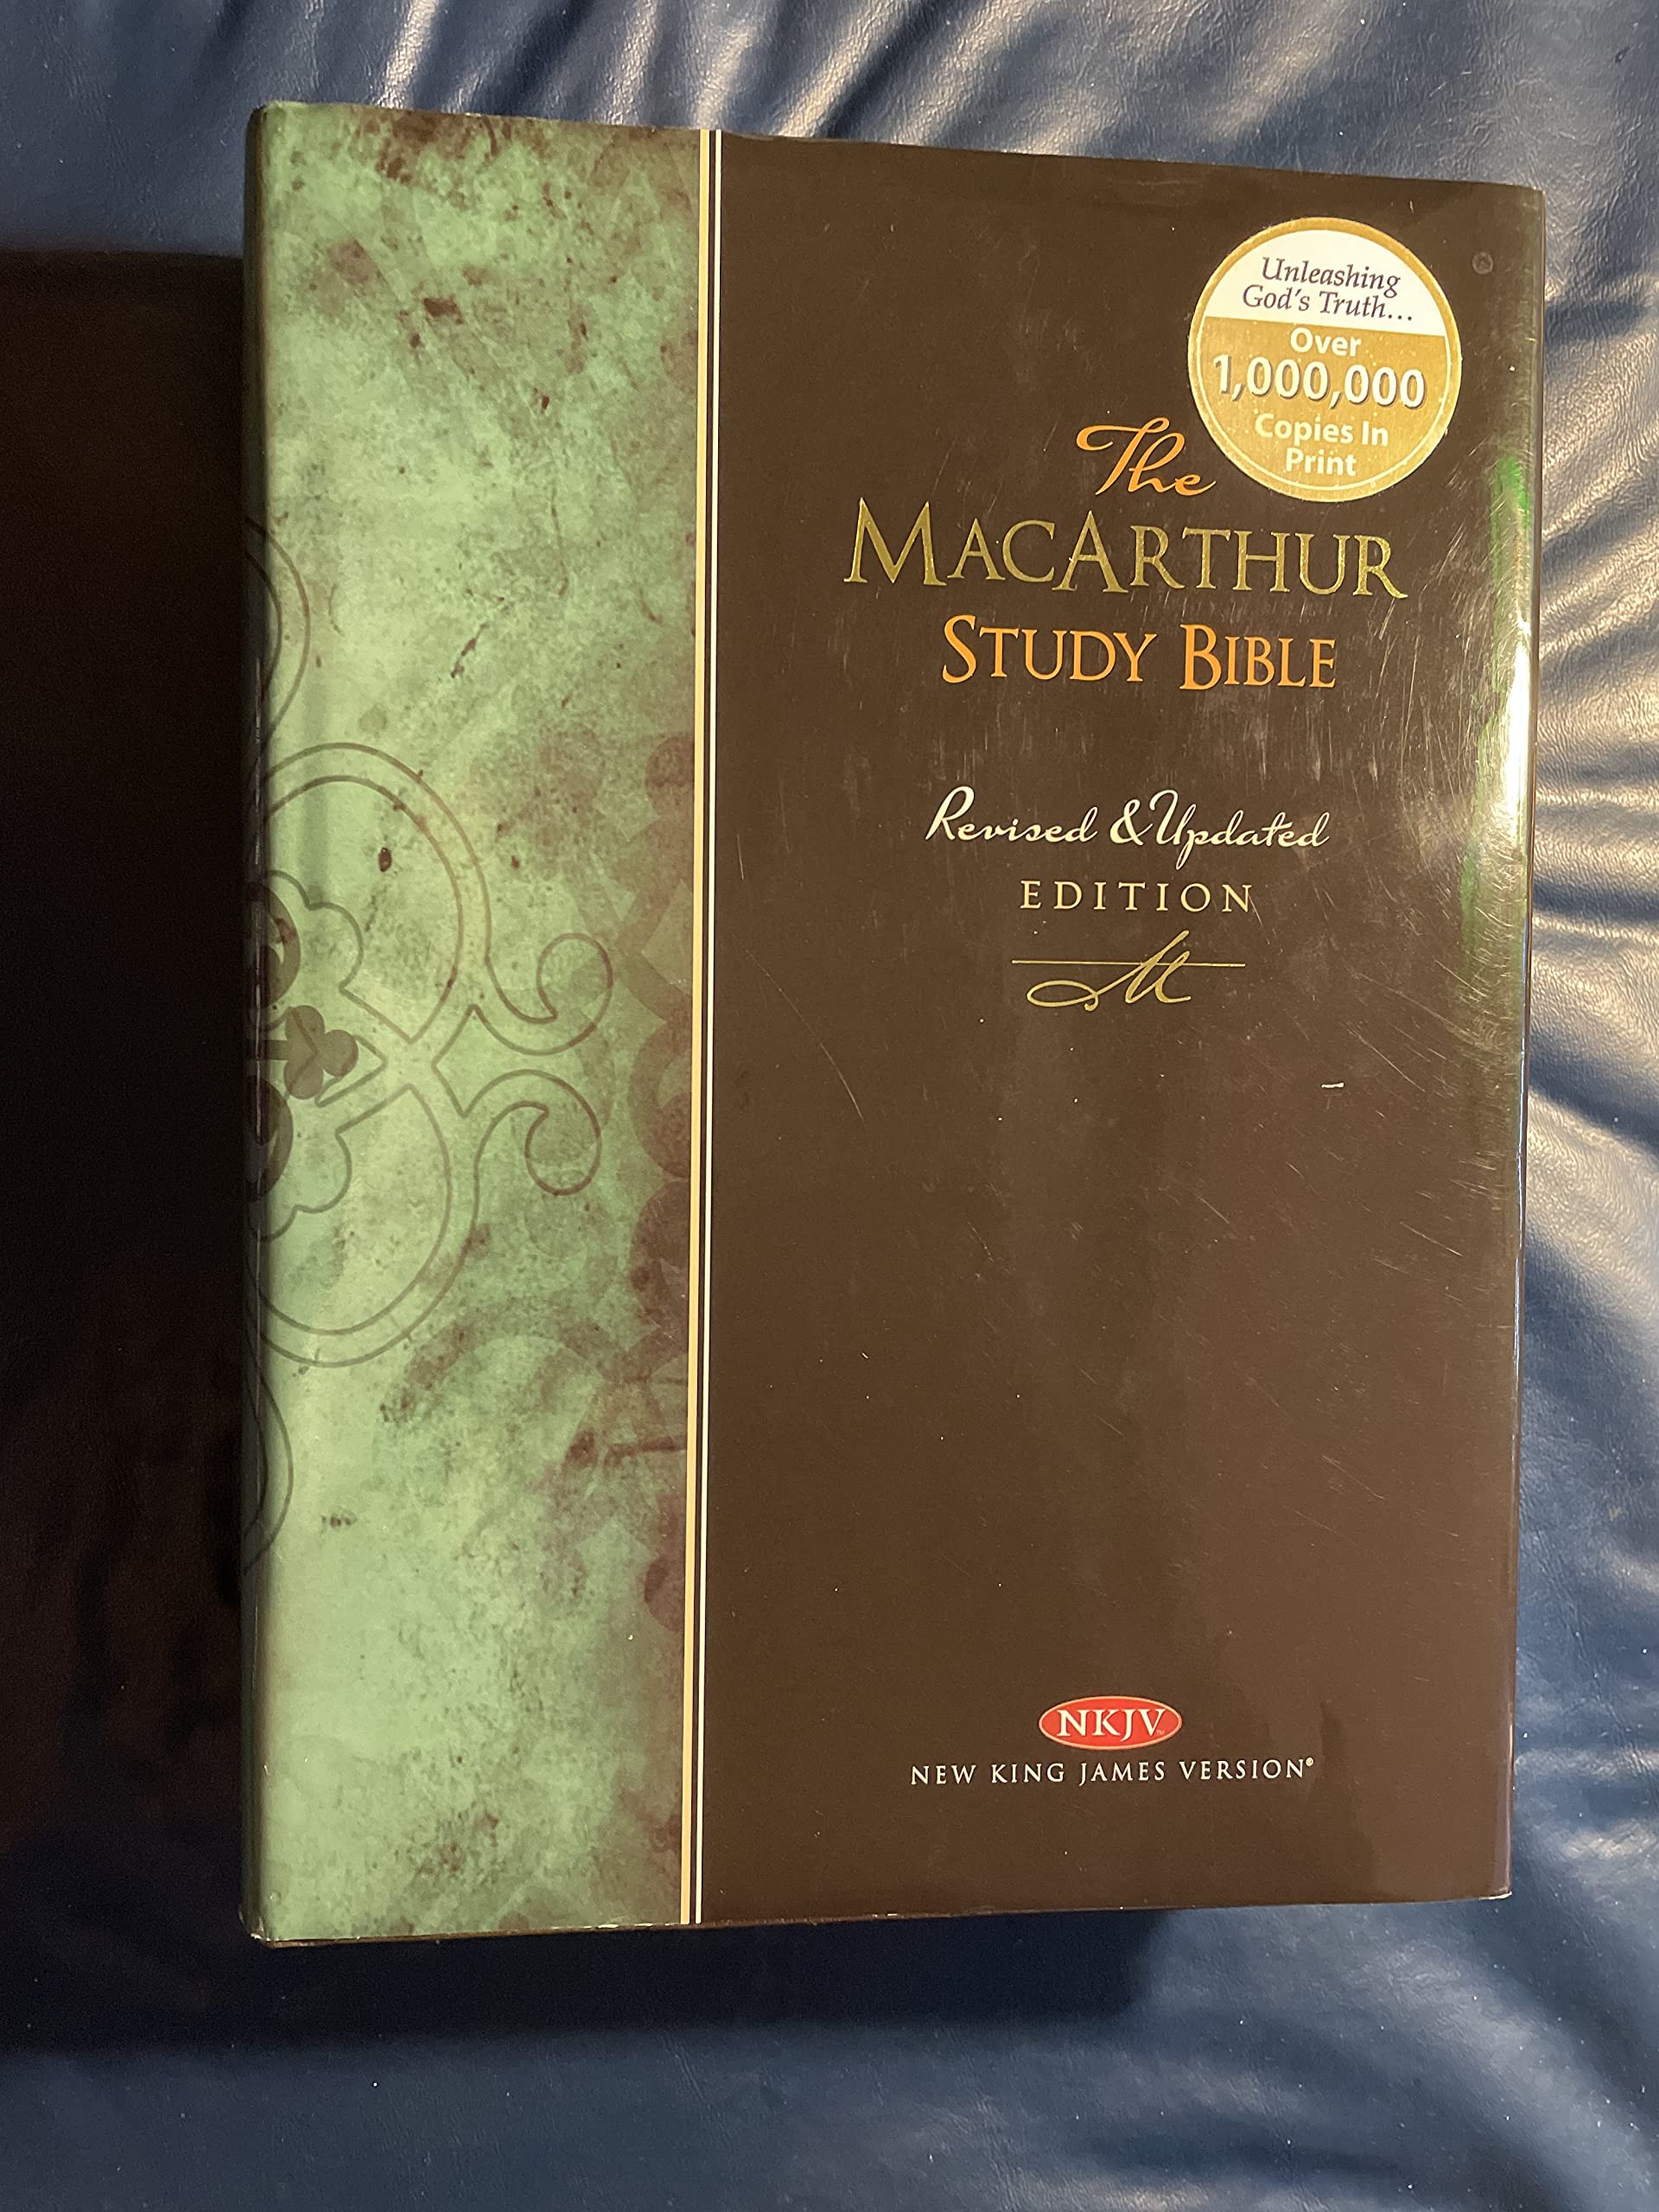 Unleashing
God's Truth...
Over
1,000,000
Copies In
Print
The
MACARTHUR
STUDY BIBLE
Revised & Updated
EDITION
M
NKJV™
NEW KING JAMES VERSION®